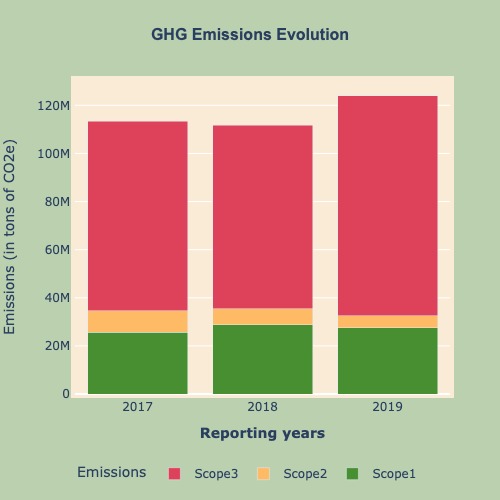 GHG Emissions Evolution
Emissions (in tons of CO2e)
120M
100M
80M
60M
40M
20M
0
2017 2018 2019
Reporting years
Emissions Scope3 Scope2 Scope1